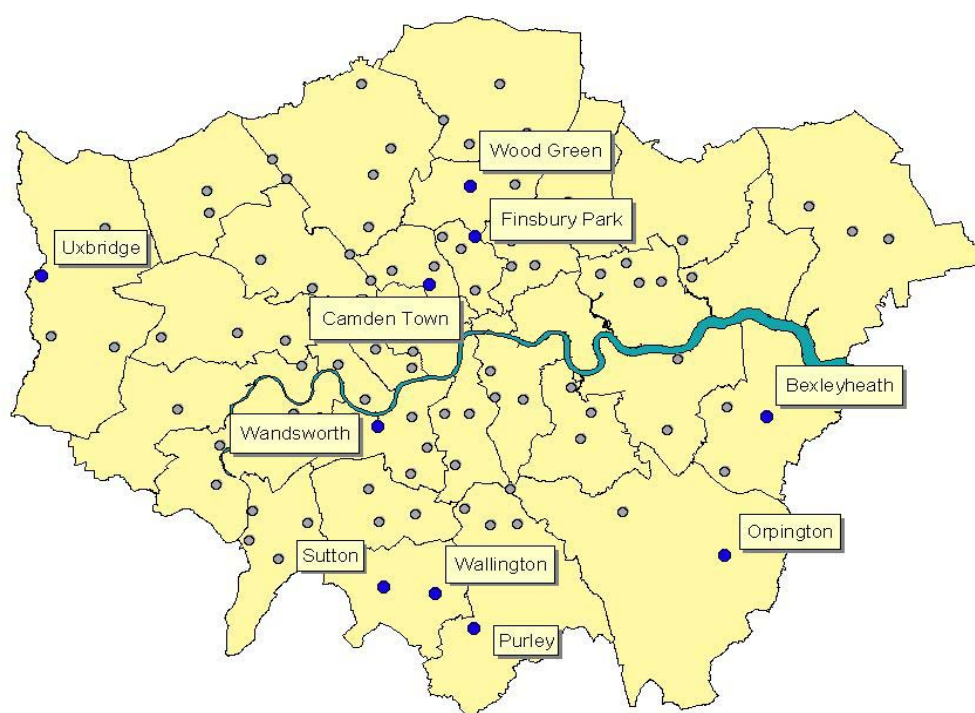 Wood Green
Finsbury Park
Uxbridge
Camden Town
Bexleyheath
Wandsworth
Orpington
Sutton
Wallington
Purley